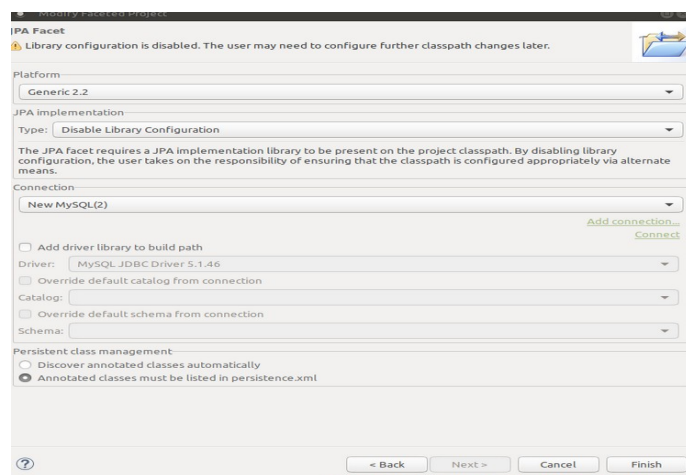 Modify Faceted Project
JPA Facet
Library configuration is disabled. The user may need to configure further classpath changes later.
Platform
Generic 2.2
JPA implementation
Type: Disable Library Configuration
The JPA facet requires a JPA implementation library to be present on the project classpath. By disabling library
configuration, the user takes on the responsibility of ensuring that the classpath is configured appropriately via alternate
means.
Connection
New MySQL(2)
Add connection...
Connect
Add driver library to build path
Driver: MySQL JDBC Driver 5.1.46
Override default catalog from connection
Catalog:
Override default schema from connection
Schema:
Persistent class management
Discover annotated classes automatically
Annotated classes must be listed in persistence.xml
? < Back Next > Cancel Finish